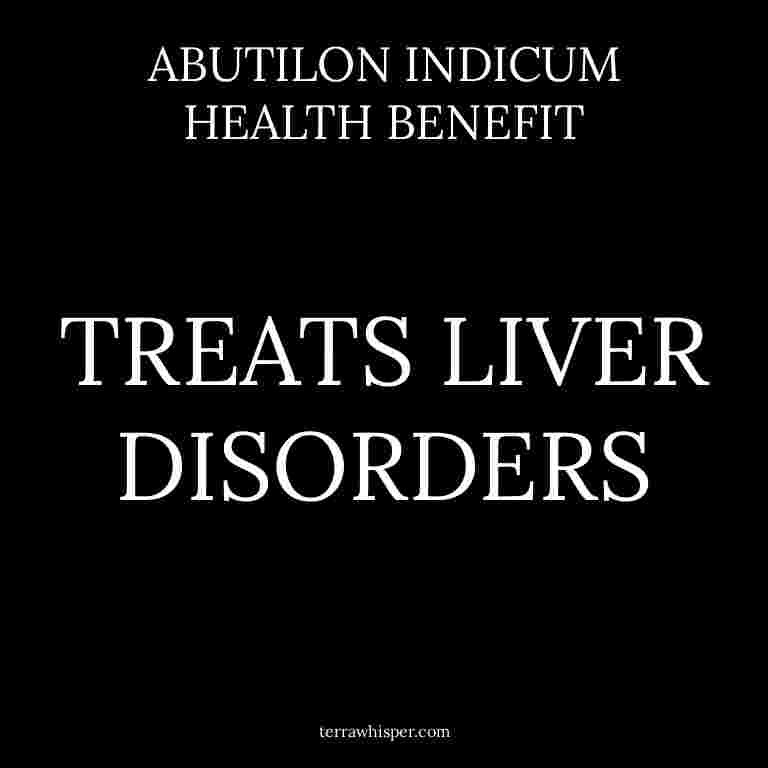 ABUTILON INDICUM
HEALTH BENEFIT
TREATS LIVER
DISORDERS
terrawhisper.com